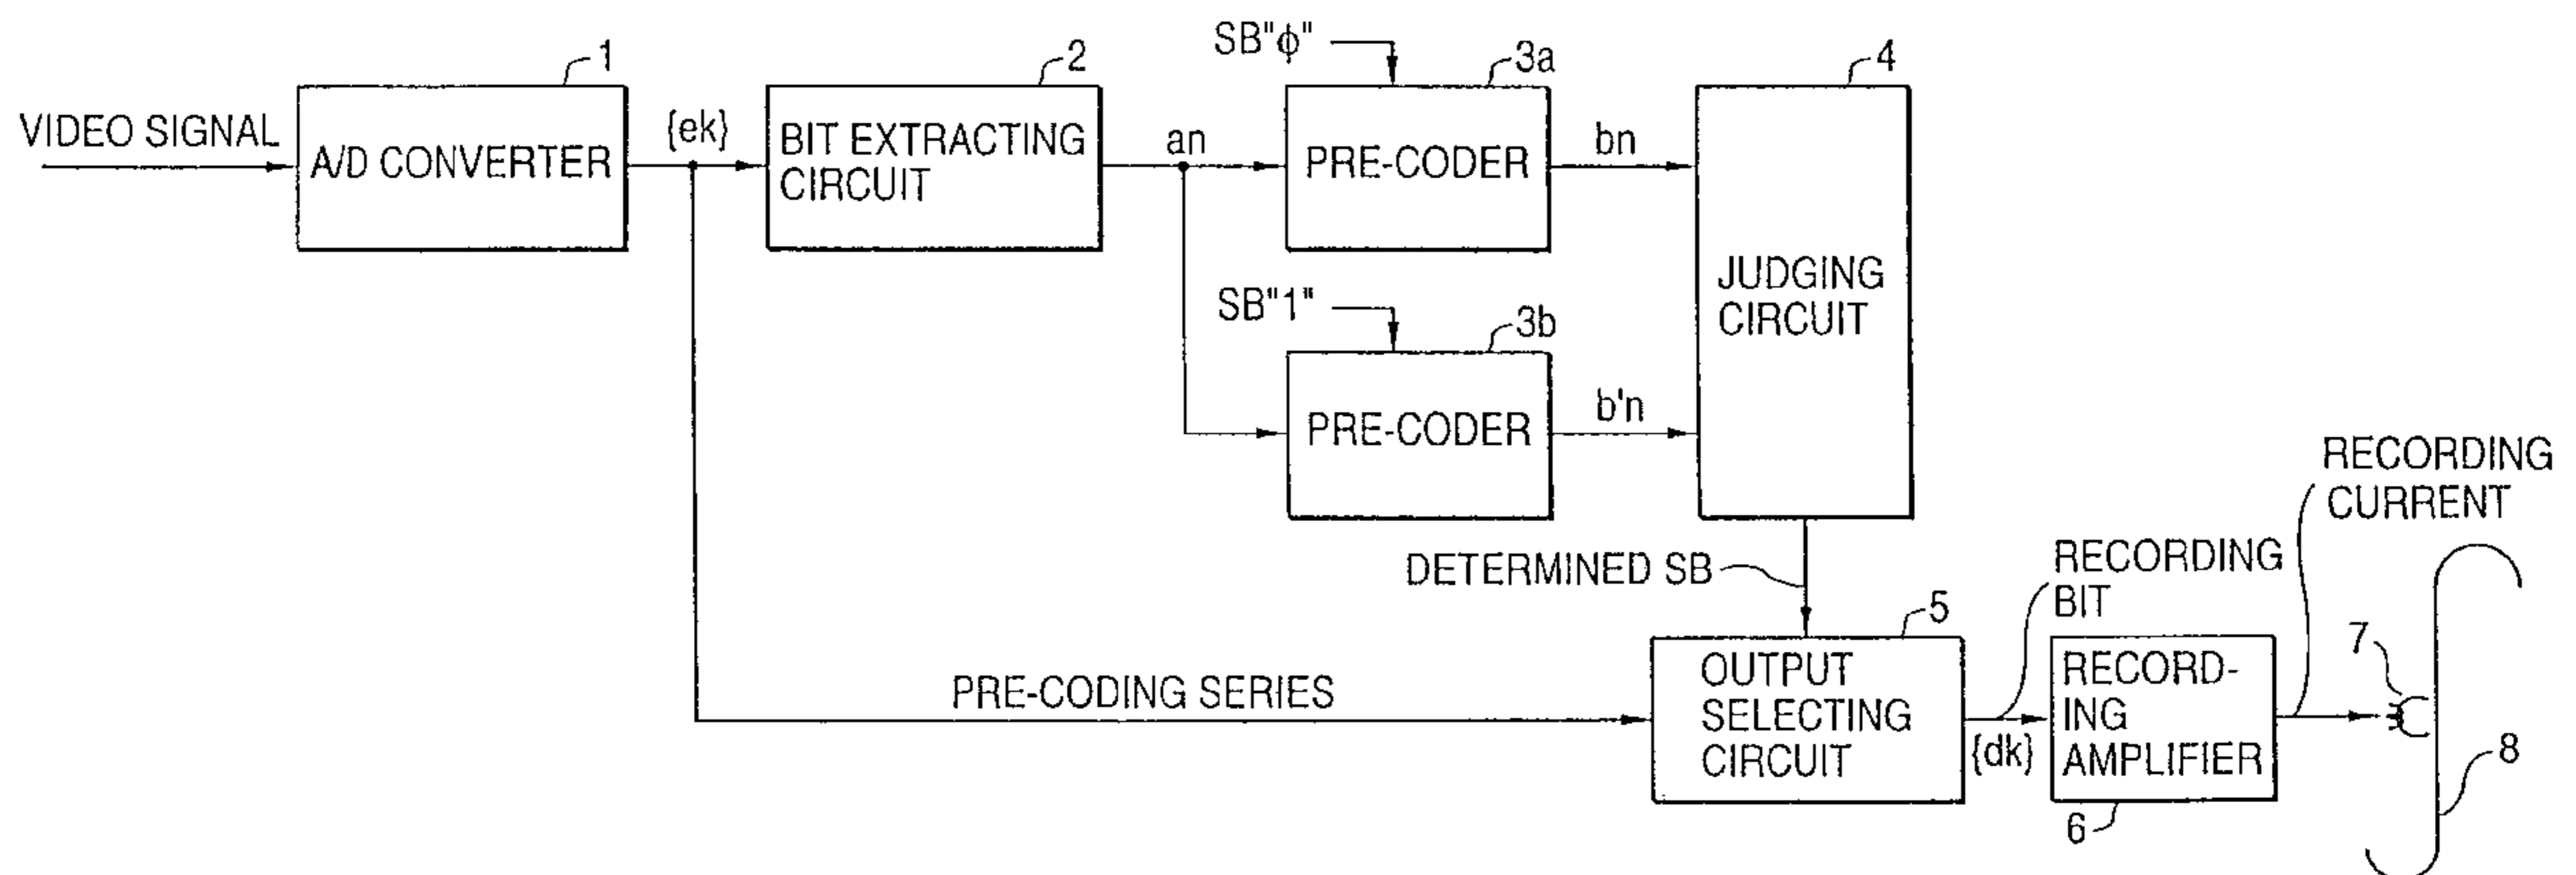 SB"ϕ"
1
2
3a
4
VIDEO SIGNAL
{ek}
an
bn
A/D CONVERTER
BIT EXTRACTING
CIRCUIT
PRE-CODER
JUDGING
CIRCUIT
SB"1"
3b
PRE-CODER
b'n
RECORDING
CURRENT
DETERMINED SB
RECORDING
BIT
5
7
PRE-CODING SERIES
OUTPUT
SELECTING
CIRCUIT
{dk}
RECORD-
ING
AMPLIFIER
6
8